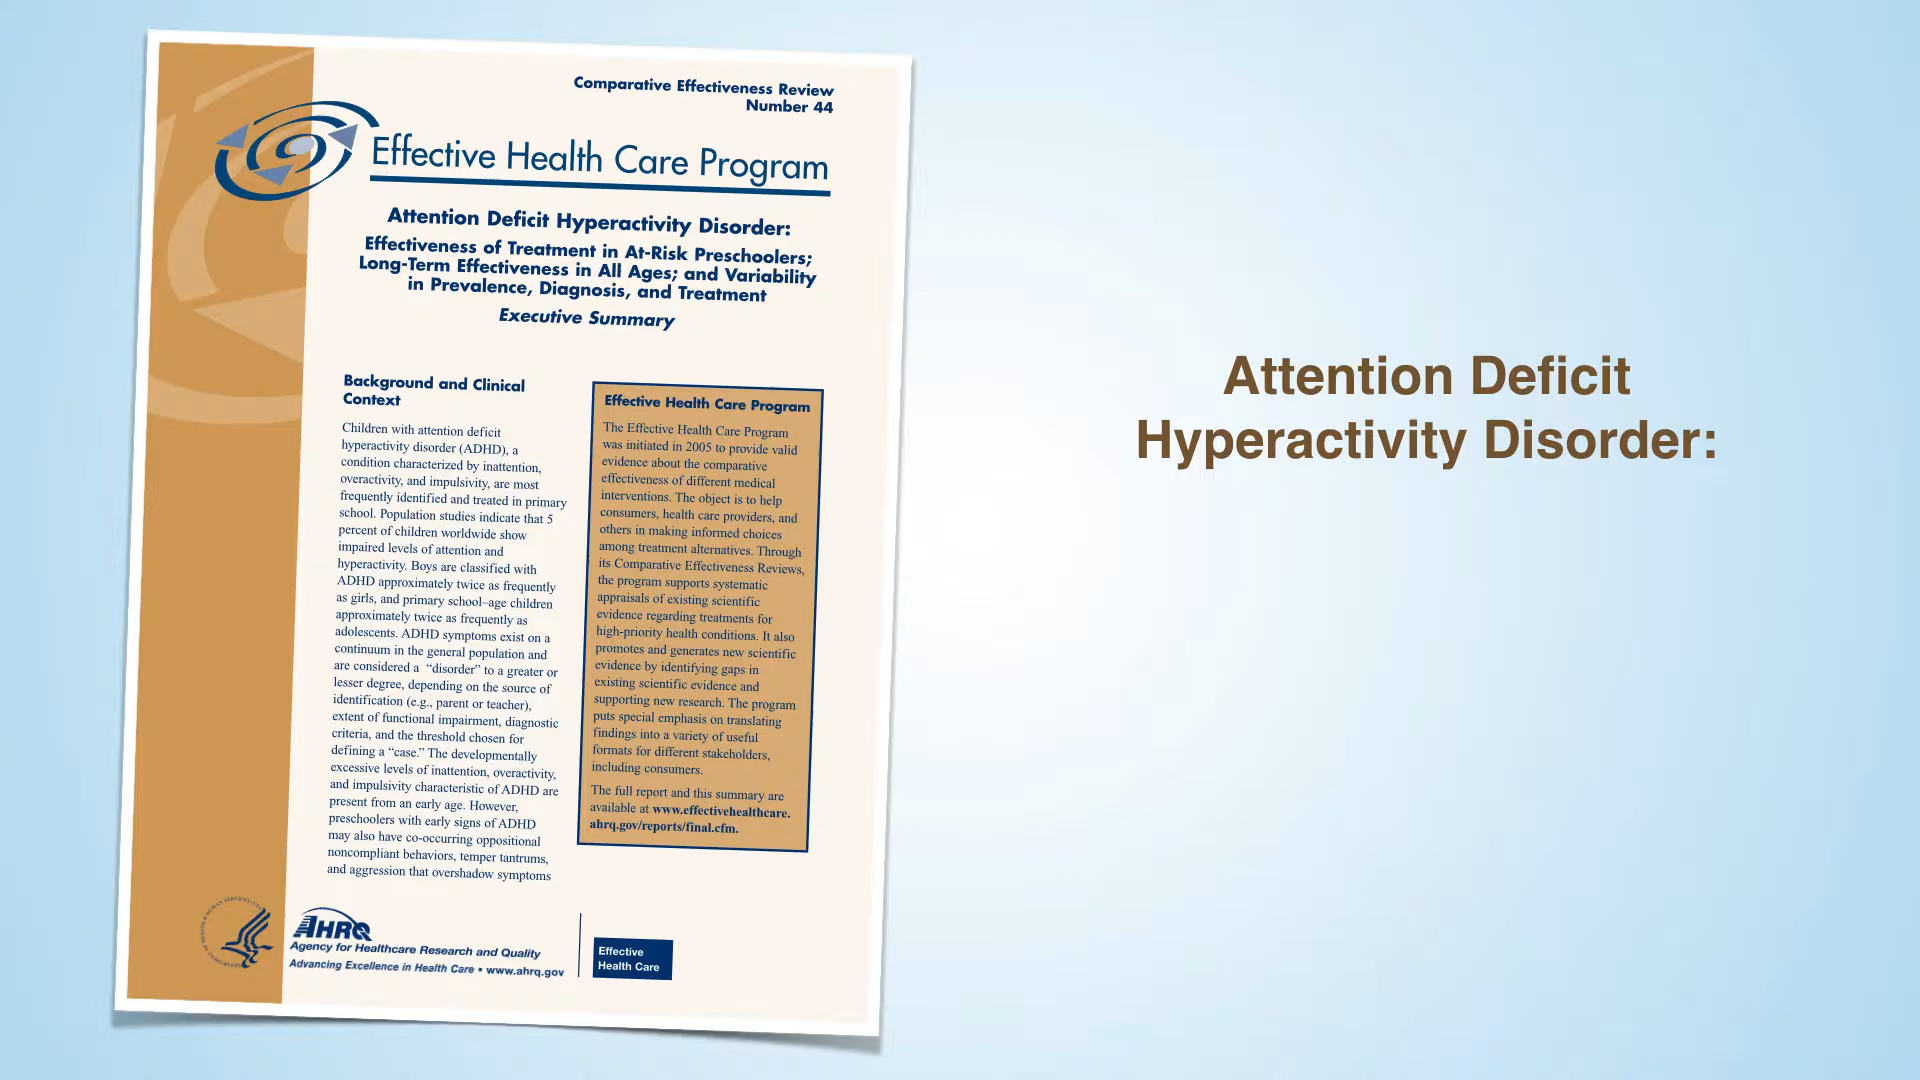 Comparative Effectiveness Review
Number 44
Effective Health Care Program
Attention Deficit Hyperactivity Disorder:
Effectiveness of Treatment in At-Risk Preschoolers;
Long-Term Effectiveness in All Ages; and Variability
in Prevalence, Diagnosis, and Treatment
Executive Summary
Background and Clinical
Context
Children with attention deficit
hyperactivity disorder (ADHD), a
condition characterized by inattention,
overactivity, and impulsivity, are most
frequently identified and treated in primary
school. Population studies indicate that 5
percent of children worldwide show
impaired levels of attention and
hyperactivity. Boys are classified with
ADHD approximately twice as frequently
as girls, and primary school–age children
approximately twice as frequently as
adolescents. ADHD symptoms exist on a
continuum in the general population and
are considered a “disorder” to a greater or
lesser degree, depending on the source of
identification (e.g., parent or teacher),
extent of functional impairment, diagnostic
criteria, and the threshold chosen for
defining a “case.” The developmentally
excessive levels of inattention, overactivity,
and impulsivity characteristic of ADHD are
present from an early age. However,
preschoolers with early signs of ADHD
may also have co-occurring oppositional
noncompliant behaviors, temper tantrums,
and aggression that overshadow symptoms
Effective Health Care Program
The Effective Health Care Program
was initiated in 2005 to provide valid
evidence about the comparative
effectiveness of different medical
interventions. The object is to help
consumers, health care providers, and
others in making informed choices
among treatment alternatives. Through
its Comparative Effectiveness Reviews,
the program supports systematic
appraisals of existing scientific
evidence regarding treatments for
high-priority health conditions. It also
promotes and generates new scientific
evidence by identifying gaps in
existing scientific evidence and
supporting new research. The program
puts special emphasis on translating
findings into a variety of useful
formats for different stakeholders,
including consumers.
The full report and this summary are
available at www.effectivehealthcare.
ahrq.gov/reports/final.cfm.
AHRQ
Agency for Healthcare Research and Quality
Advancing Excellence in Health Care • www.ahrq.gov
Effective
Health Care
Attention Deficit
Hyperactivity Disorder: